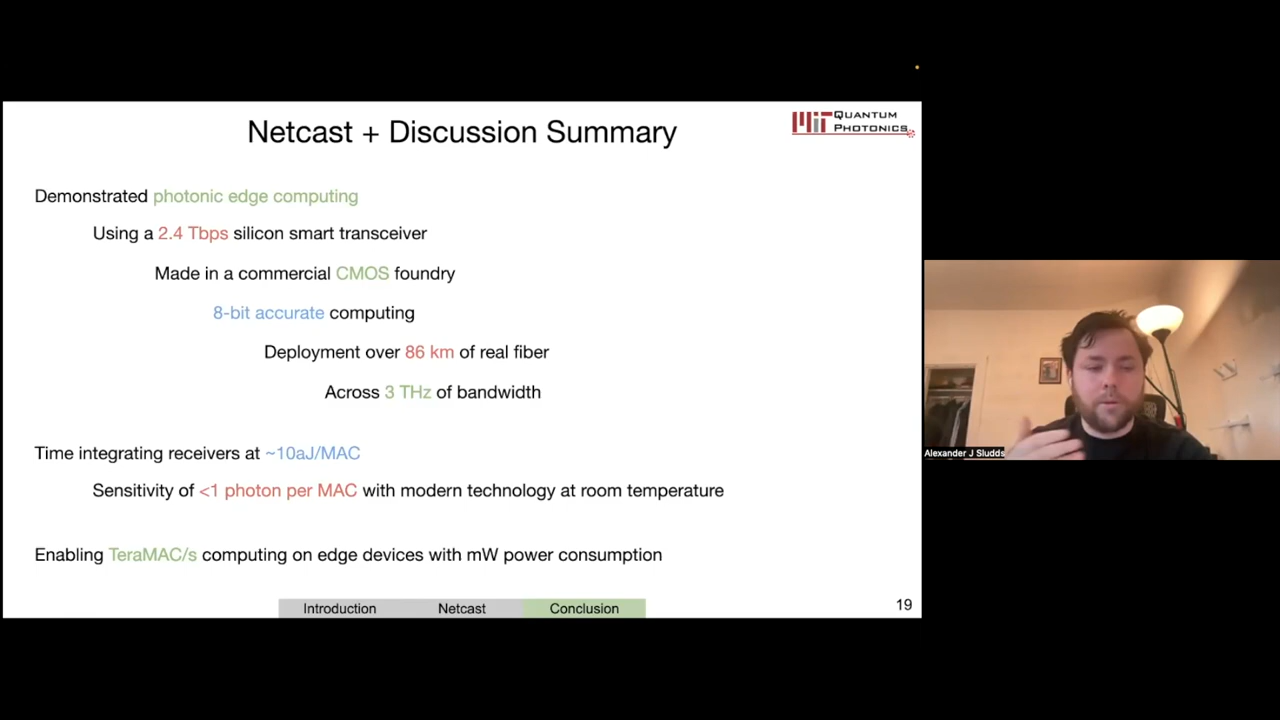 Netcast + Discussion Summary
MIT QUANTUM PHOTONICS
Demonstrated photonic edge computing
Using a 2.4 Tbps silicon smart transceiver
Made in a commercial CMOS foundry
8-bit accurate computing
Deployment over 86 km of real fiber
Across 3 THz of bandwidth
Time integrating receivers at ~10aJ/MAC
Sensitivity of <1 photon per MAC with modern technology at room temperature
Enabling TeraMAC/s computing on edge devices with mW power consumption
Introduction Netcast Conclusion
19
Alexander J Sludds